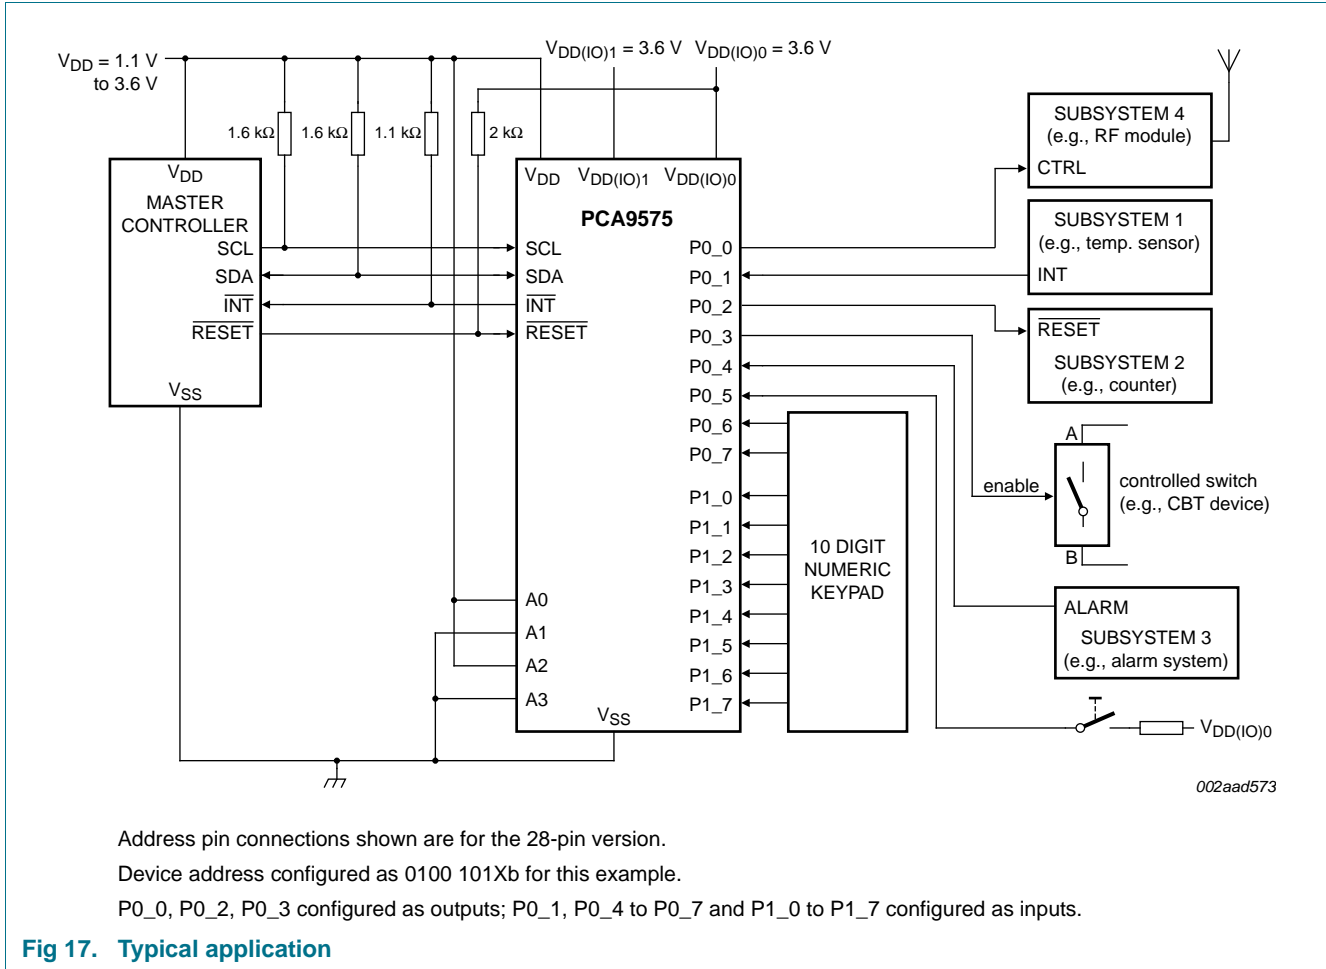 VDD = 1.1 V
to 3.6 V
VDD(IO)1 = 3.6 V VDD(IO)0 = 3.6 V
1.6 kΩ
1.6 kΩ
1.1 kΩ
2 kΩ
VDD
MASTER
CONTROLLER
SCL
SDA
INT
RESET
VSS
VDD VDD(IO)1 VDD(IO)0
PCA9575
SCL
SDA
INT
RESET
A0
A1
A2
A3
VSS
P0_0
P0_1
P0_2
P0_3
P0_4
P0_5
P0_6
P0_7
P1_0
P1_1
P1_2
P1_3
P1_4
P1_5
P1_6
P1_7
10 DIGIT
NUMERIC
KEYPAD
SUBSYSTEM 4
(e.g., RF module)
CTRL
SUBSYSTEM 1
(e.g., temp. sensor)
INT
RESET
SUBSYSTEM 2
(e.g., counter)
A
enable
B
controlled switch
(e.g., CBT device)
ALARM
SUBSYSTEM 3
(e.g., alarm system)
VDD(IO)0
002aad573
Address pin connections shown are for the 28-pin version.
Device address configured as 0100 101Xb for this example.
P0_0, P0_2, P0_3 configured as outputs; P0_1, P0_4 to P0_7 and P1_0 to P1_7 configured as inputs.
Fig 17. Typical application